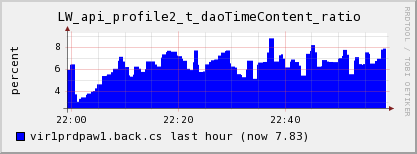 LW_api_profile2_t_daoTimeContent_ratio
RRDTOOL / TOBI OETIKER
percent
8
6
4
22:00 22:20 22:40
vir1prdpaw1.back.cs last hour (now 7.83)